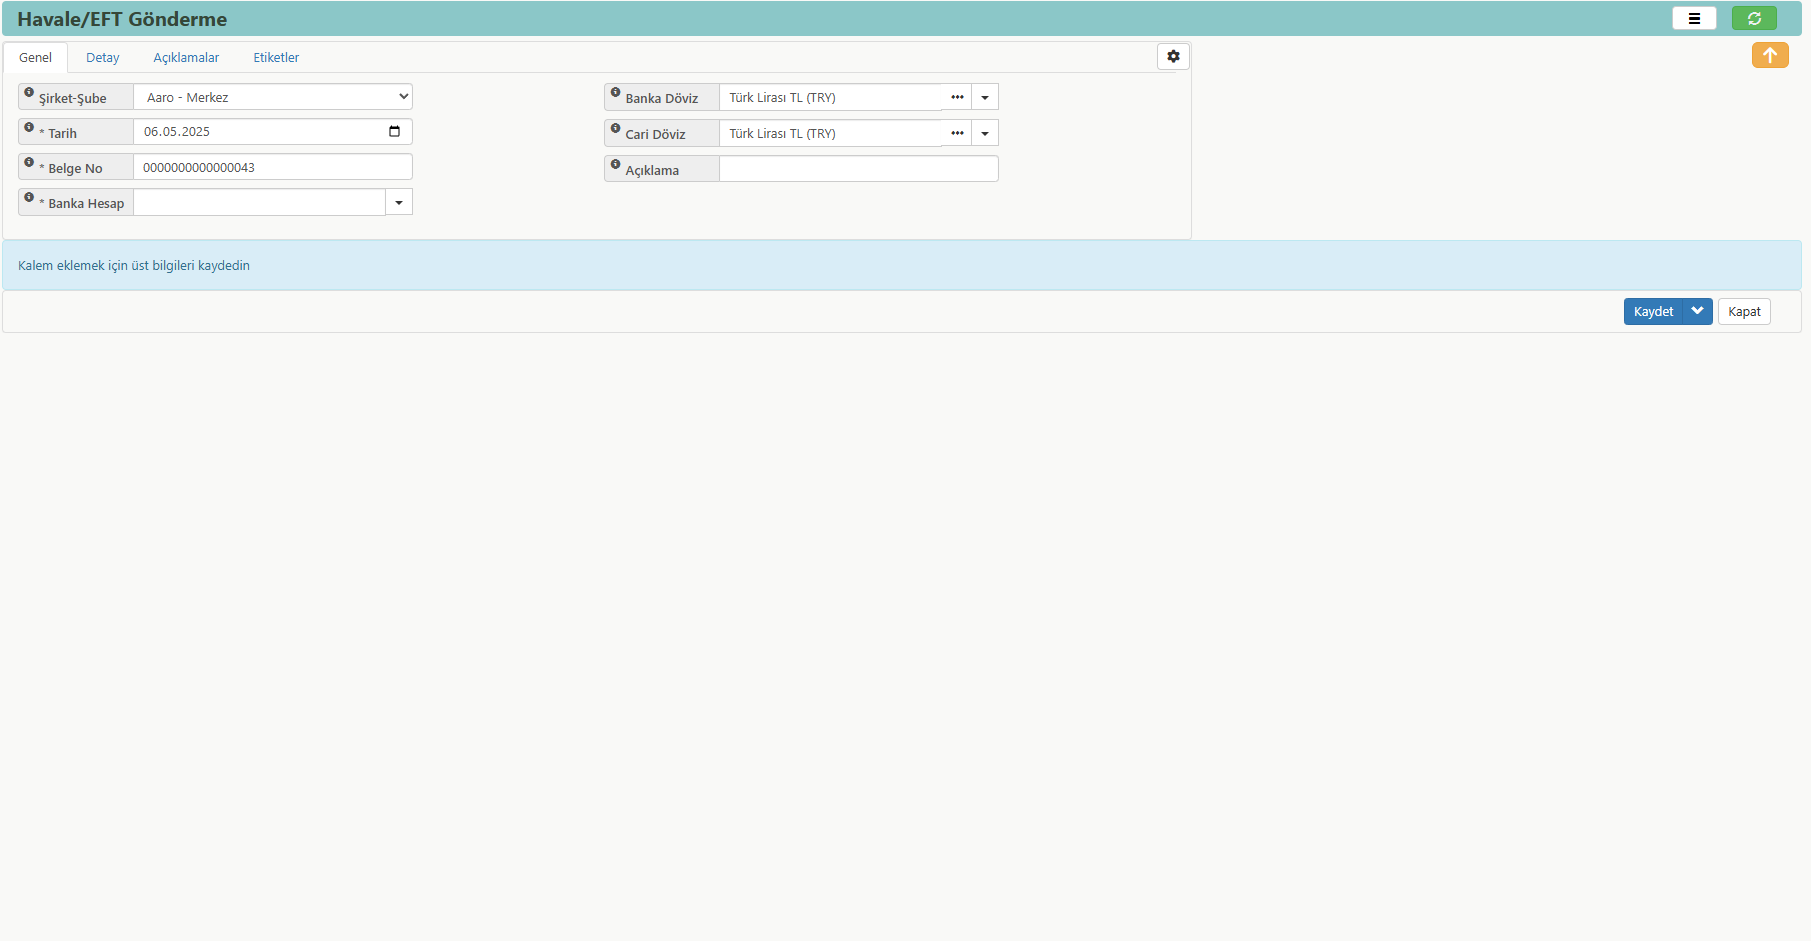 Havale/EFT Gönderme
Genel Detay Açıklamalar Etiketler
Şirket-Şube Aaro - Merkez
* Tarih 06.05.2025
* Belge No 0000000000000043
* Banka Hesap
Banka Döviz Türk Lirası TL (TRY)
Cari Döviz Türk Lirası TL (TRY)
Açıklama
Kalem eklemek için üst bilgileri kaydedin
Kaydet Kapat